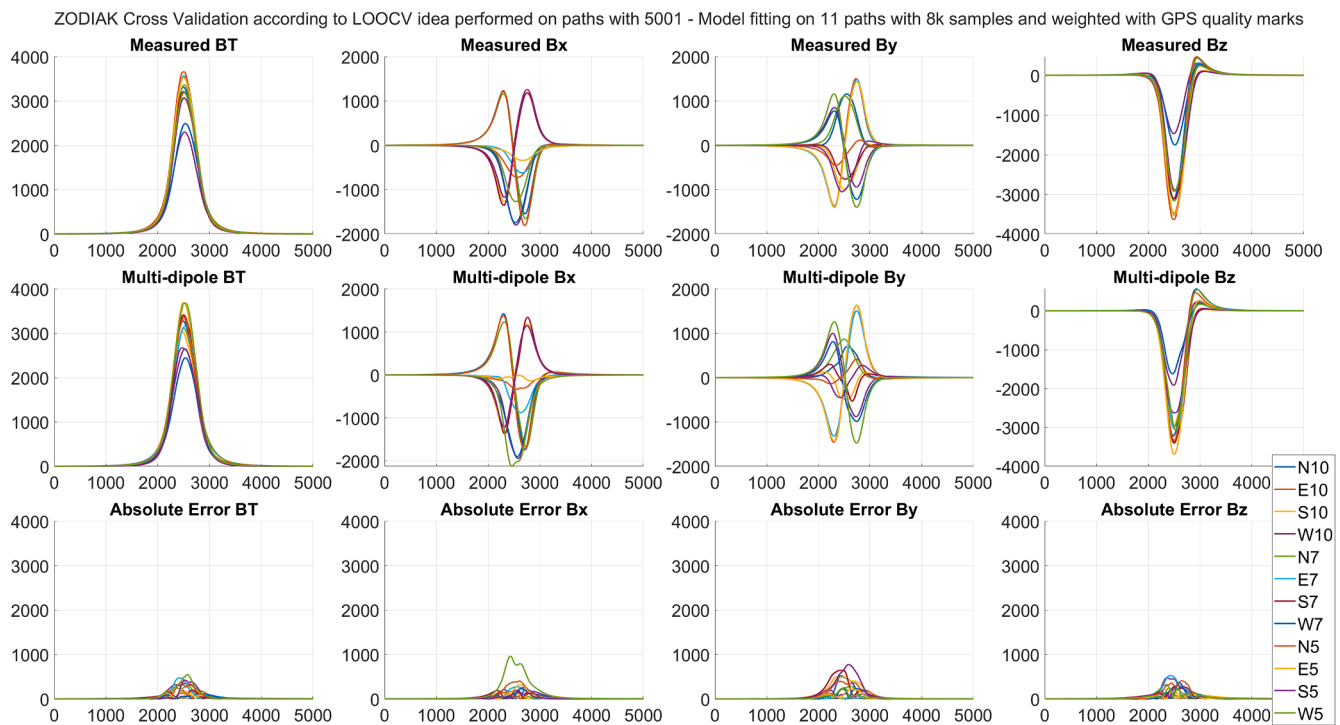 ZODIAK Cross Validation according to LOOCV idea performed on paths with 5001 - Model fitting on 11 paths with 8k samples and weighted with GPS quality marks
Measured BT
4000
3000
2000
1000
0
0 1000 2000 3000 4000 5000
Measured Bx
2000
1000
0
-1000
-2000
0 1000 2000 3000 4000 5000
Measured By
2000
1000
0
-1000
-2000
0 1000 2000 3000 4000 5000
Measured Bz
0
-1000
-2000
-3000
-4000
0 1000 2000 3000 4000 5000
Multi-dipole BT
4000
3000
2000
1000
0
0 1000 2000 3000 4000 5000
Multi-dipole Bx
2000
1000
0
-1000
-2000
0 1000 2000 3000 4000 5000
Multi-dipole By
2000
1000
0
-1000
-2000
0 1000 2000 3000 4000 5000
Multi-dipole Bz
0
-1000
-2000
-3000
-4000
0 1000 2000 3000 4000 5000
Absolute Error BT
4000
3000
2000
1000
0
0 1000 2000 3000 4000 5000
Absolute Error Bx
4000
3000
2000
1000
0
0 1000 2000 3000 4000 5000
Absolute Error By
4000
3000
2000
1000
0
0 1000 2000 3000 4000 5000
Absolute Error Bz
4000
3000
2000
1000
0
0 1000 2000 3000 4000
N10
E10
S10
W10
N7
E7
S7
W7
N5
E5
S5
W5